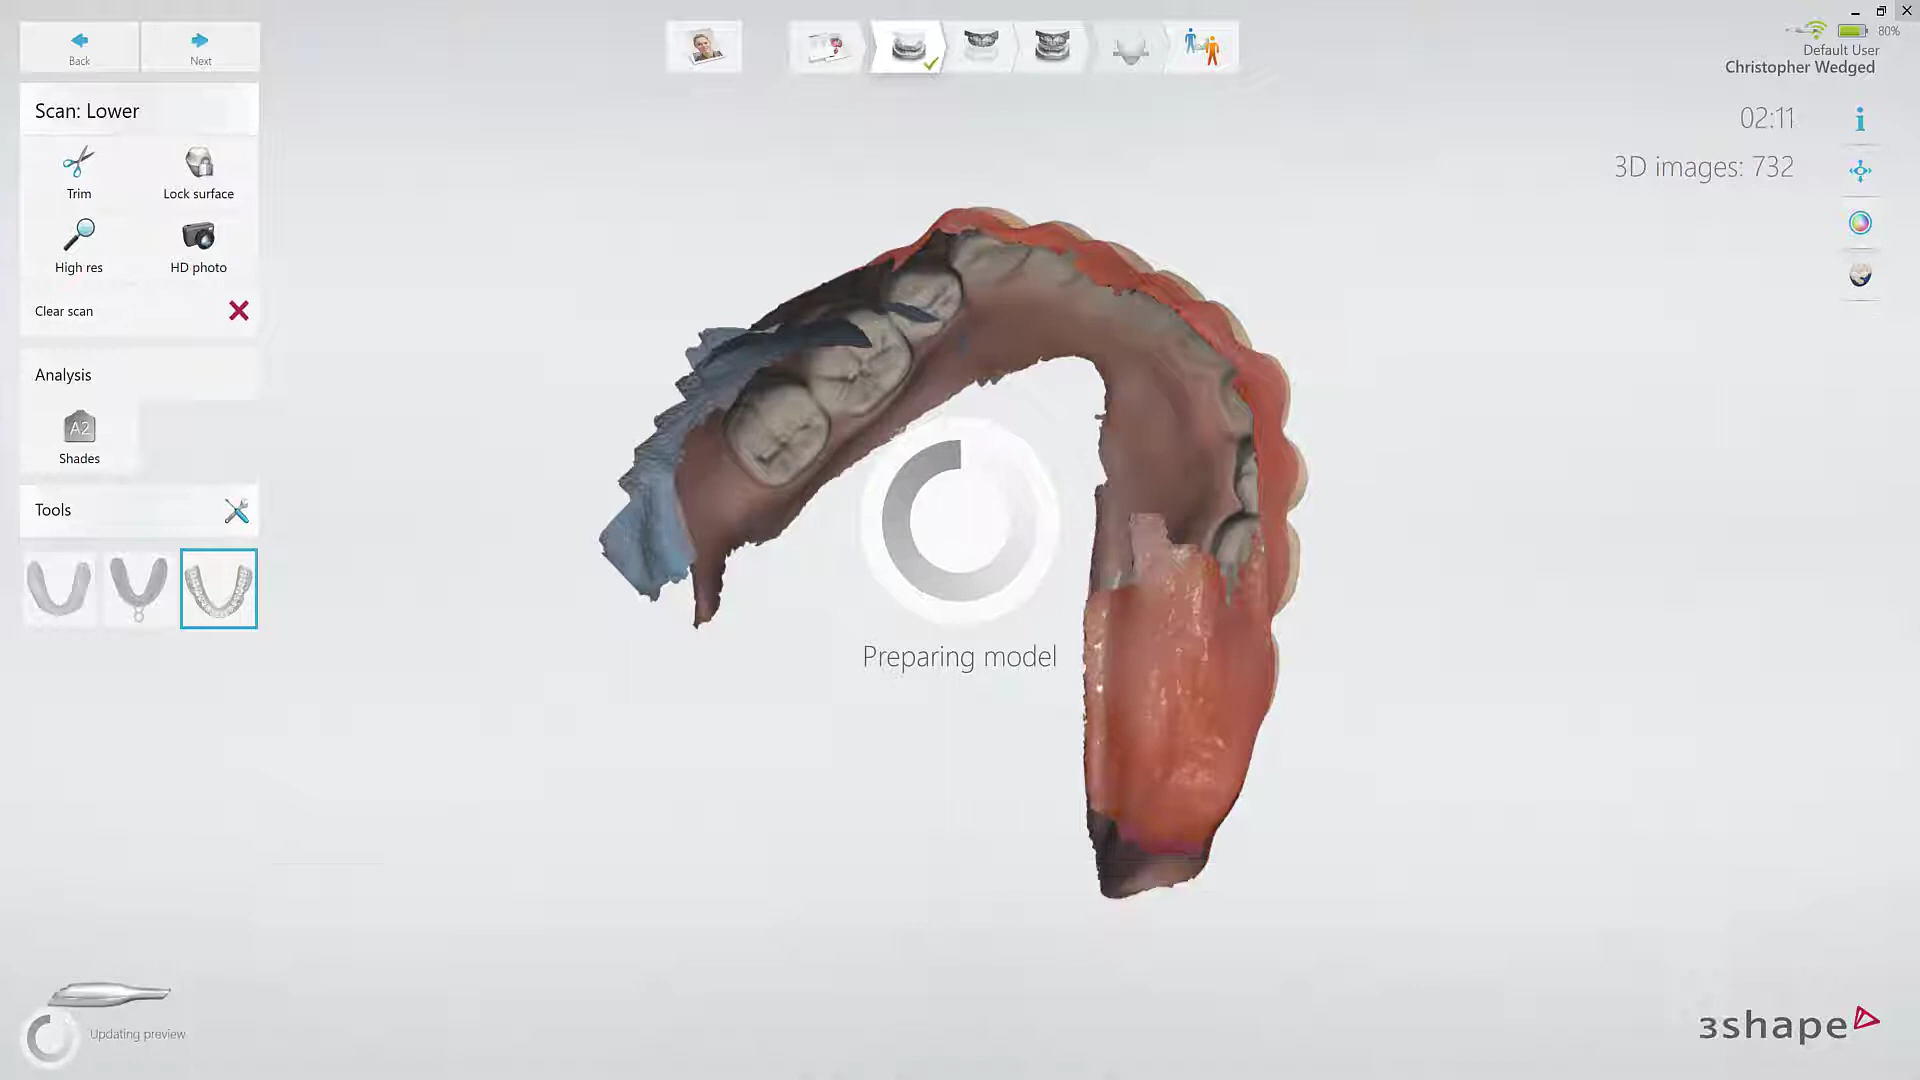 Back
Next
80%
Default User
Christopher Wedged
Scan: Lower
02:11
3D images: 732
Trim
Lock surface
High res
HD photo
Clear scan
Analysis
A2
Shades
Tools
Preparing model
Updating preview
3shape